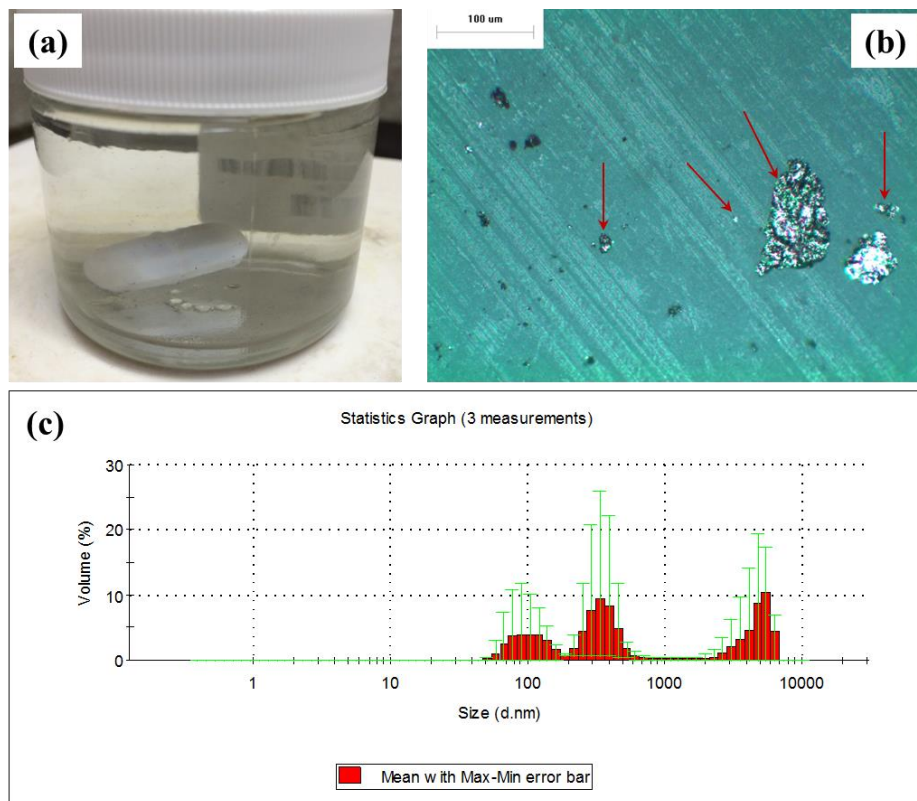 (a)
100 um
(b)
(c)
Statistics Graph (3 measurements)
Volume (%)
30
20
10
0
1 10 100 1000 10000
Size (d.nm)
Mean with Max-Min error bar